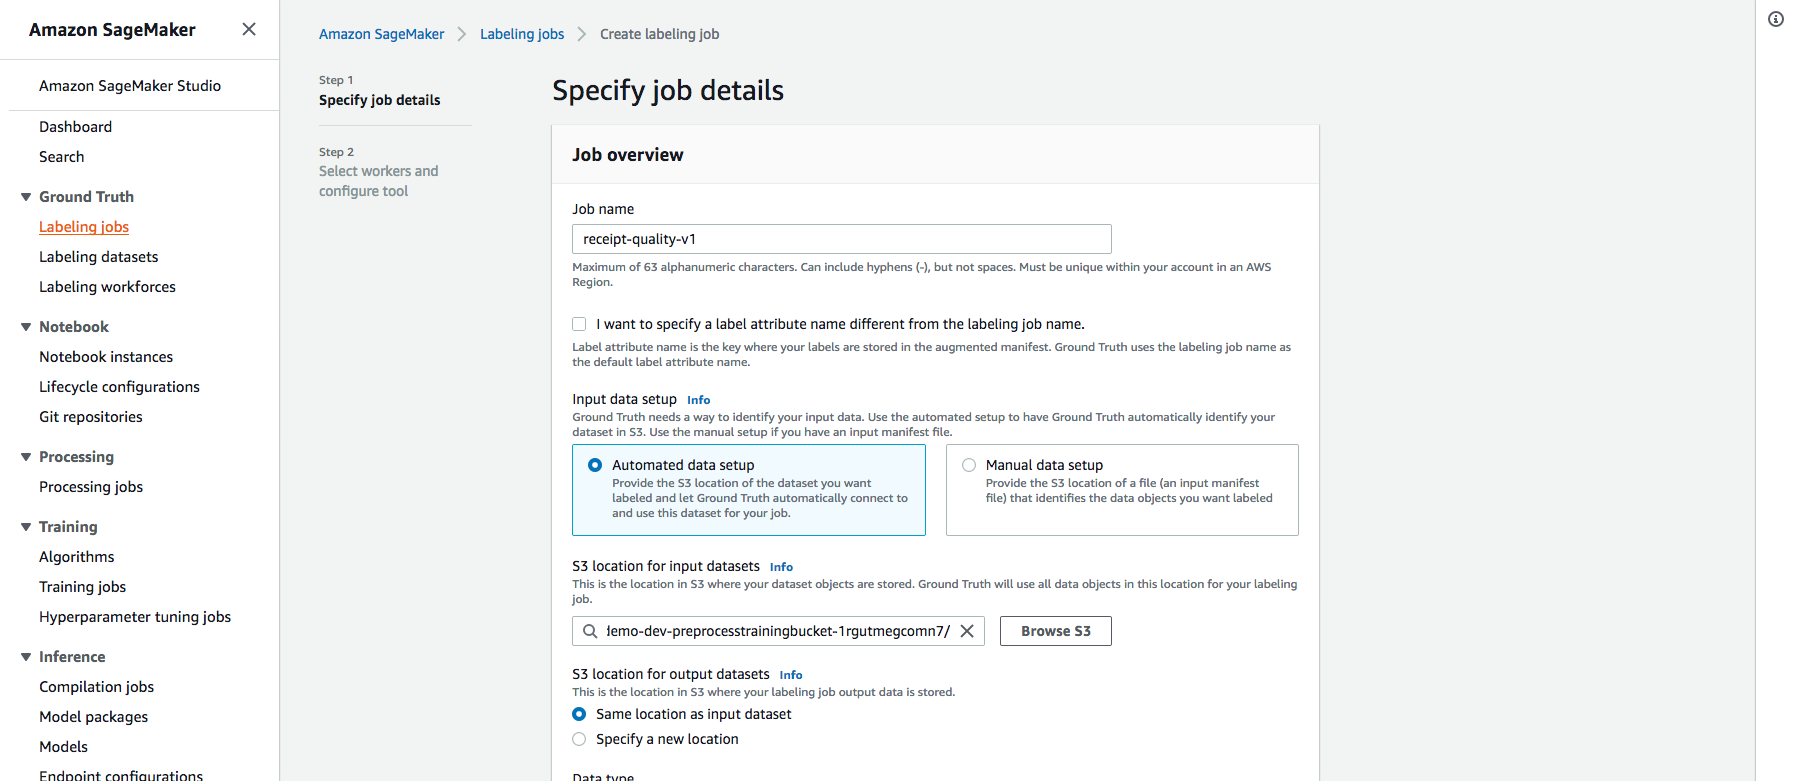 Amazon SageMaker
Amazon SageMaker Studio
Dashboard
Search
Ground Truth
Labeling jobs
Labeling datasets
Labeling workforces
Notebook
Notebook instances
Lifecycle configurations
Git repositories
Processing
Processing jobs
Training
Algorithms
Training jobs
Hyperparameter tuning jobs
Inference
Compilation jobs
Model packages
Models
Endpoint configurations
Amazon SageMaker > Labeling jobs > Create labeling job
Step 1
Specify job details
Step 2
Select workers and
configure tool
Specify job details
Job overview
Job name
receipt-quality-v1
Maximum of 63 alphanumeric characters. Can include hyphens (-), but not spaces. Must be unique within your account in an AWS
Region.
I want to specify a label attribute name different from the labeling job name.
Label attribute name is the key where your labels are stored in the augmented manifest. Ground Truth uses the labeling job name as
the default label attribute name.
Input data setup Info
Ground Truth needs a way to identify your input data. Use the automated setup to have Ground Truth automatically identify your
dataset in S3. Use the manual setup if you have an input manifest file.
Automated data setup
Provide the S3 location of the dataset you want
labeled and let Ground Truth automatically connect to
and use this dataset for your job.
Manual data setup
Provide the S3 location of a file (an input manifest
file) that identifies the data objects you want labeled
S3 location for input datasets Info
This is the location in S3 where your dataset objects are stored. Ground Truth will use all data objects in this location for your labeling
job.
demo-dev-preprocesstrainingbucket-1rgutmegcomn7/
Browse S3
S3 location for output datasets Info
This is the location in S3 where your labeling job output data is stored.
Same location as input dataset
Specify a new location
Data type